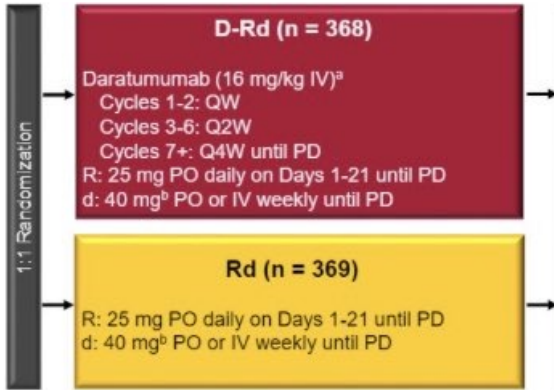 1:1 Randomization
D-Rd (n = 368)
Daratumumab (16 mg/kg IV)ᵃ
Cycles 1-2: QW
Cycles 3-6: Q2W
Cycles 7+: Q4W until PD
R: 25 mg PO daily on Days 1-21 until PD
d: 40 mgᵇ PO or IV weekly until PD
Rd (n = 369)
R: 25 mg PO daily on Days 1-21 until PD
d: 40 mgᵇ PO or IV weekly until PD